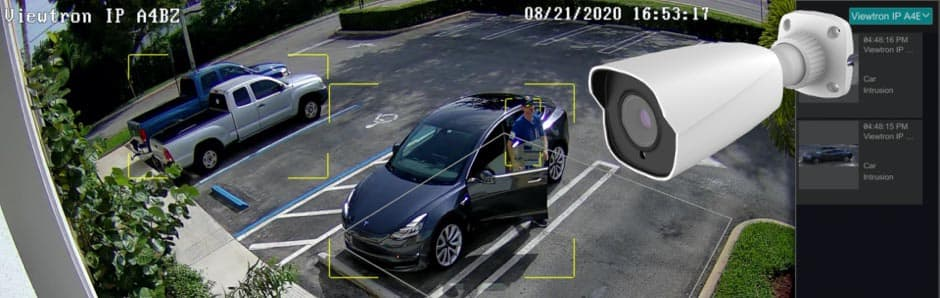 Viewtron IP A4BZ
08/21/2020 16:53:17
Viewtron IP A4E
04:48:16 PM
Viewtron IP ...
Car
Intrusion
04:48:15 PM
Viewtron IP ...
Car
Intrusion